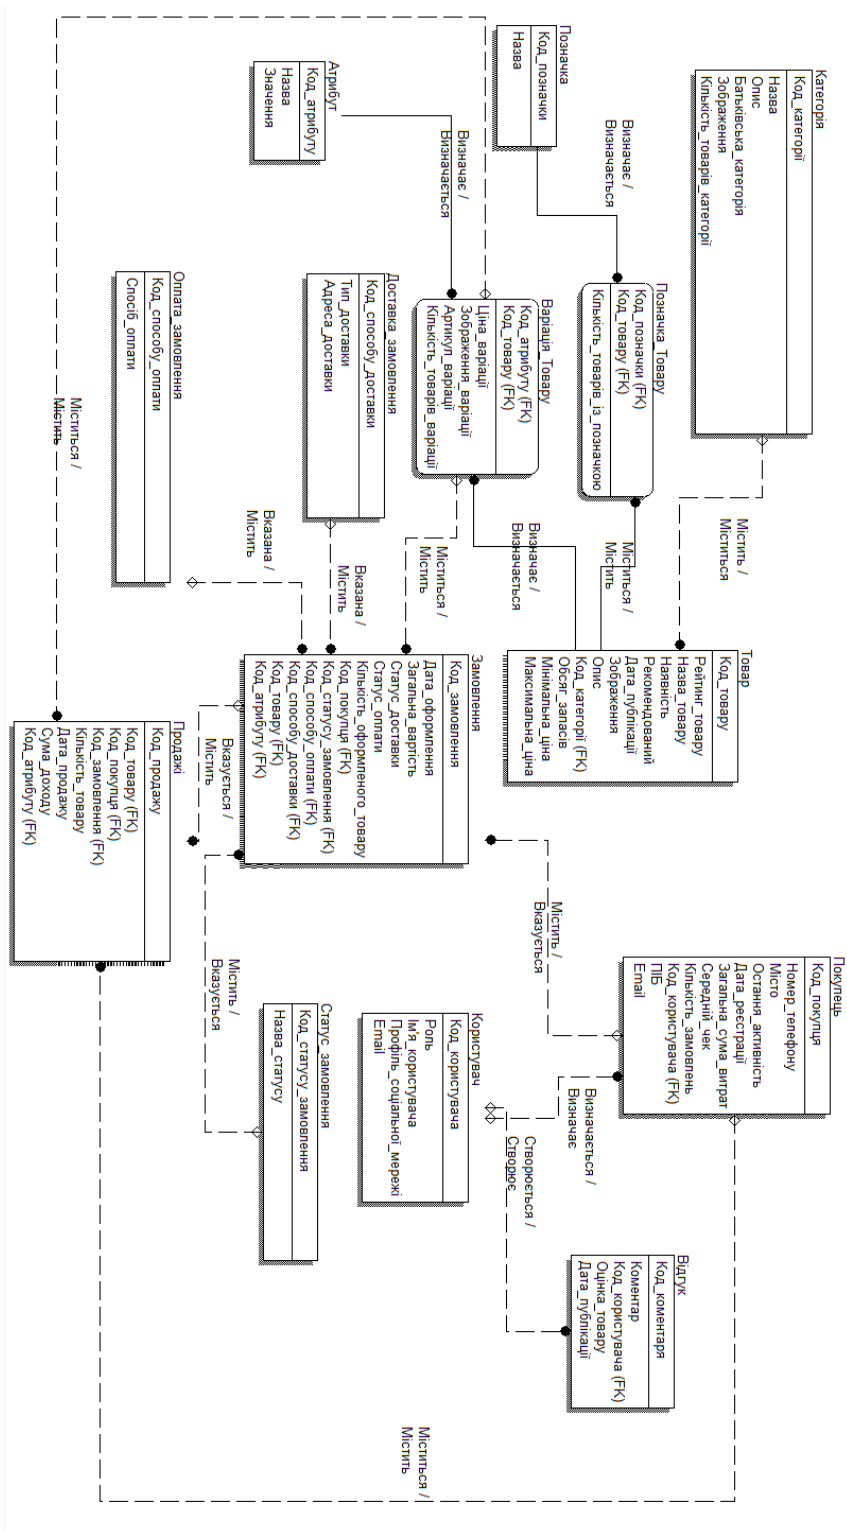 Категорія
Код_категорії
Назва
Опис
Батьківська_категорія
Зображення
Кількість_товарів_категорії
Містить /
Міститься
Товар
Код_товару
Рейтинг_товару
Назва_товару
Наявність
Рекомендований
Дата_публікації
Зображення
Опис
Код_категорії (FK)
Обсяг_запасів
Мінімальна_ціна
Максимальна_ціна
Покупець
Код_покупця
Номер_телефону
Місто
Остання_активність
Дата_реєстрації
Загальна_сума_витрат
Середній_чек
Кількість_замовлень
Код_користувача (FK)
ПІБ
Email
Відгук
Код_коментаря
Коментар
Код_користувача (FK)
Оцінка_товару
Дата_публікації
Позначка
Код_позначки
Назва
Визначає /
Визначається
Позначка_Товару
Код_позначки (FK)
Код_товару (FK)
Кількість_товарів_із_позначкою
Міститься /
Містить
Визначає /
Визначається
Містить /
Вказується
Визначається /
Визначає
Створюється /
Створює
Атрибут
Код_атрибуту
Назва
Значення
Визначає /
Визначається
Варіація_Товару
Код_атрибуту (FK)
Код_товару (FK)
Ціна_варіації
Зображення_варіації
Артикул_варіації
Кількість_товарів_варіації
Міститься /
Містить
Замовлення
Код_замовлення
Дата_оформлення
Загальна_вартість
Статус_доставки
Статус_оплати
Кількість_оформленого_товару
Код_покупця (FK)
Код_статусу_замовлення (FK)
Код_способу_оплати (FK)
Код_способу_доставки (FK)
Код_товару (FK)
Код_атрибуту (FK)
Користувач
Код_користувача
Роль
Ім'я_користувача
Профіль_соціальної_мережі
Email
Доставка_замовлення
Код_способу_доставки
Тип_доставки
Адреса_доставки
Вказана /
Містить
Статус_замовлення
Код_статусу_замовлення
Назва_статусу
Вказана /
Містить
Вказується /
Містить
Містить /
Вказується
Оплата_замовлення
Код_способу_оплати
Спосіб_оплати
Продажі
Код_продажу
Код_товару (FK)
Код_покупця (FK)
Код_замовлення (FK)
Кількість_товару
Дата_продажу
Сума_доходу
Код_атрибуту (FK)
Міститься /
Містить
Міститься /
Містить